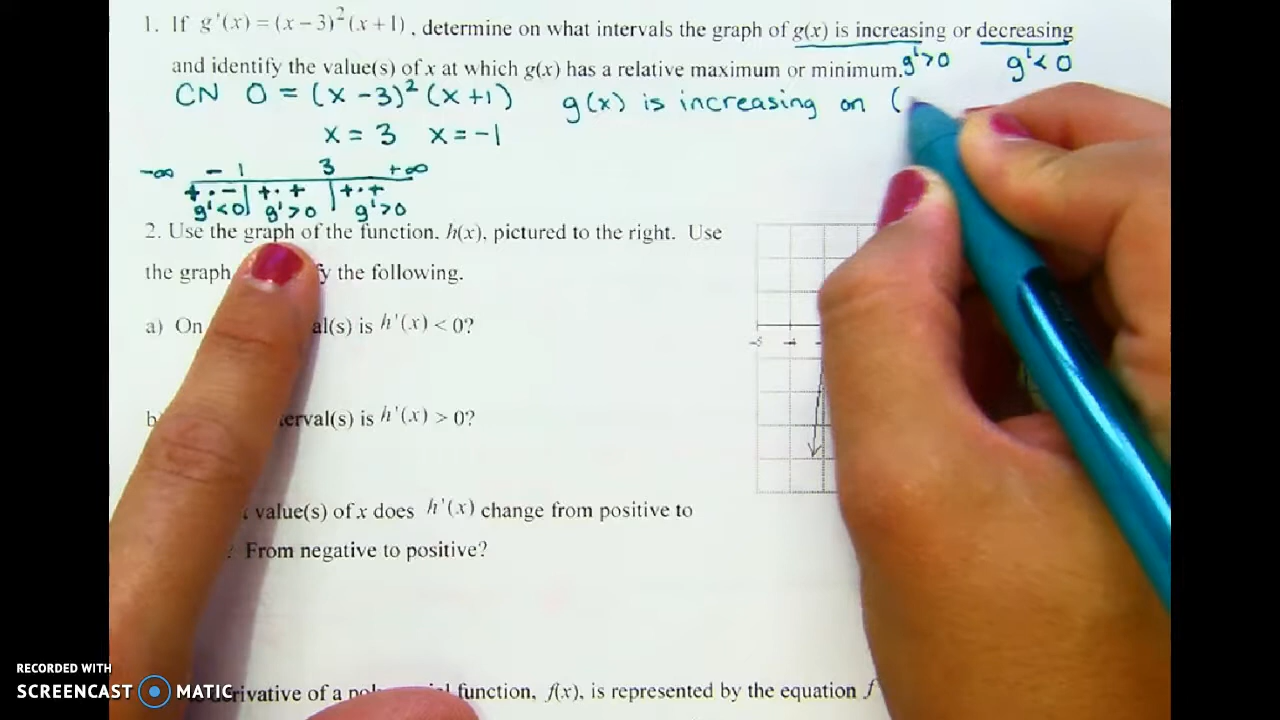 1. If g'(x) = (x − 3)²(x + 1), determine on what intervals the graph of g(x) is increasing or decreasing
and identify the value(s) of x at which g(x) has a relative maximum or minimum. g'>0 g'<0
CN 0 = (x − 3)² (x + 1) g(x) is increasing on (
x = 3 x = −1
−∞ −1 3 +∞
+·− +·+ +·+
g'<0 g'>0 g'>0
2. Use the graph of the function, h(x), pictured to the right. Use
the graph the following.
a) On al(s) is h'(x) < 0?
-5 -4
b) terval(s) is h'(x) > 0?
value(s) of x does h'(x) change from positive to
? From negative to positive?
RECORDED WITH
SCREENCAST MATIC
derivative of a function, f(x), is represented by the equation f